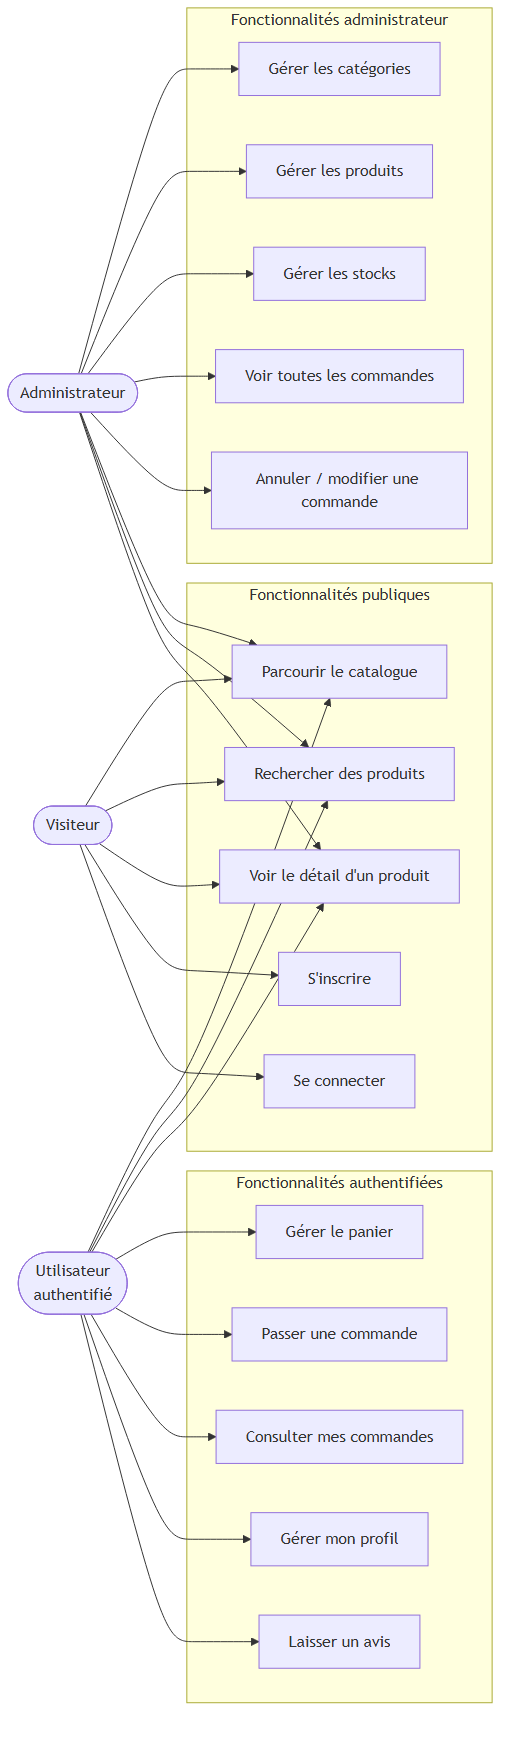 Fonctionnalités administrateur
Gérer les catégories
Gérer les produits
Gérer les stocks
Voir toutes les commandes
Administrateur
Annuler / modifier une
commande
Fonctionnalités publiques
Parcourir le catalogue
Rechercher des produits
Visiteur
Voir le détail d'un produit
S'inscrire
Se connecter
Fonctionnalités authentifiées
Gérer le panier
Utilisateur
authentifié
Passer une commande
Consulter mes commandes
Gérer mon profil
Laisser un avis